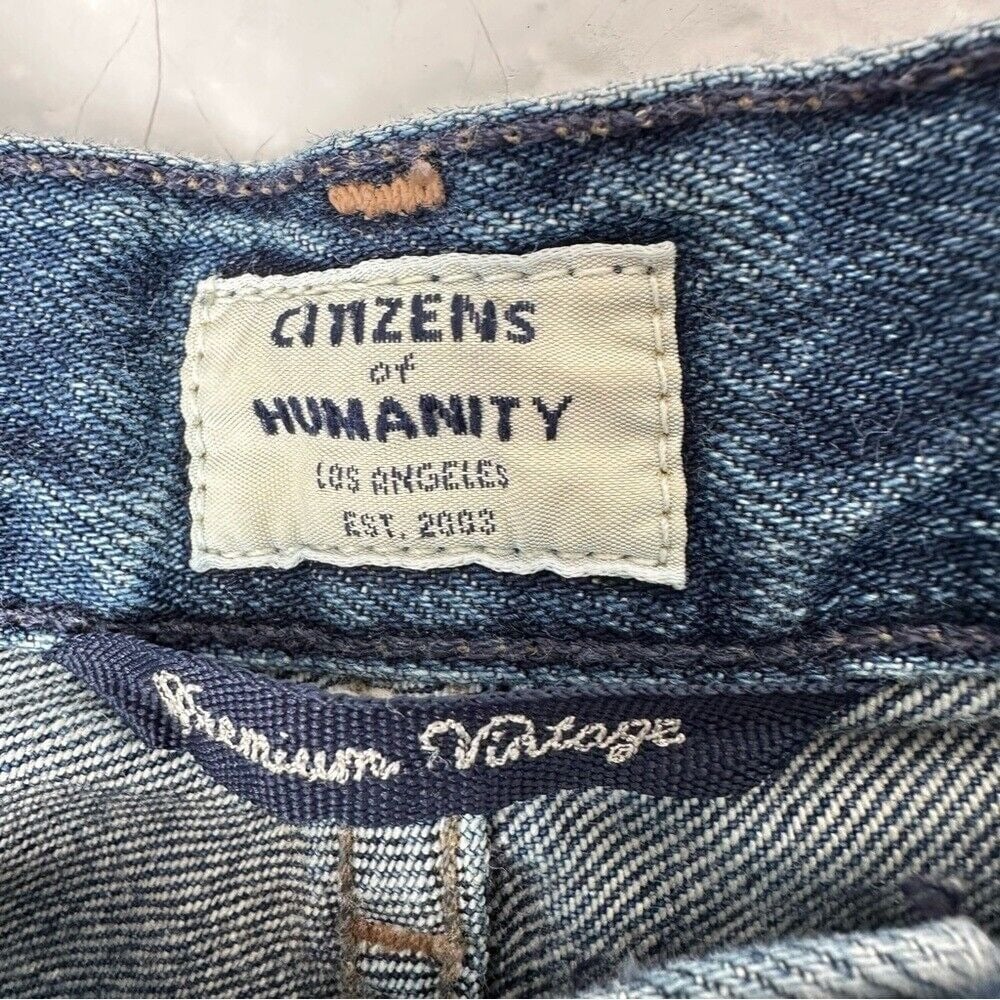 CITIZENS
OF
HUMANITY
LOS ANGELES
EST. 2003
Premium Vintage